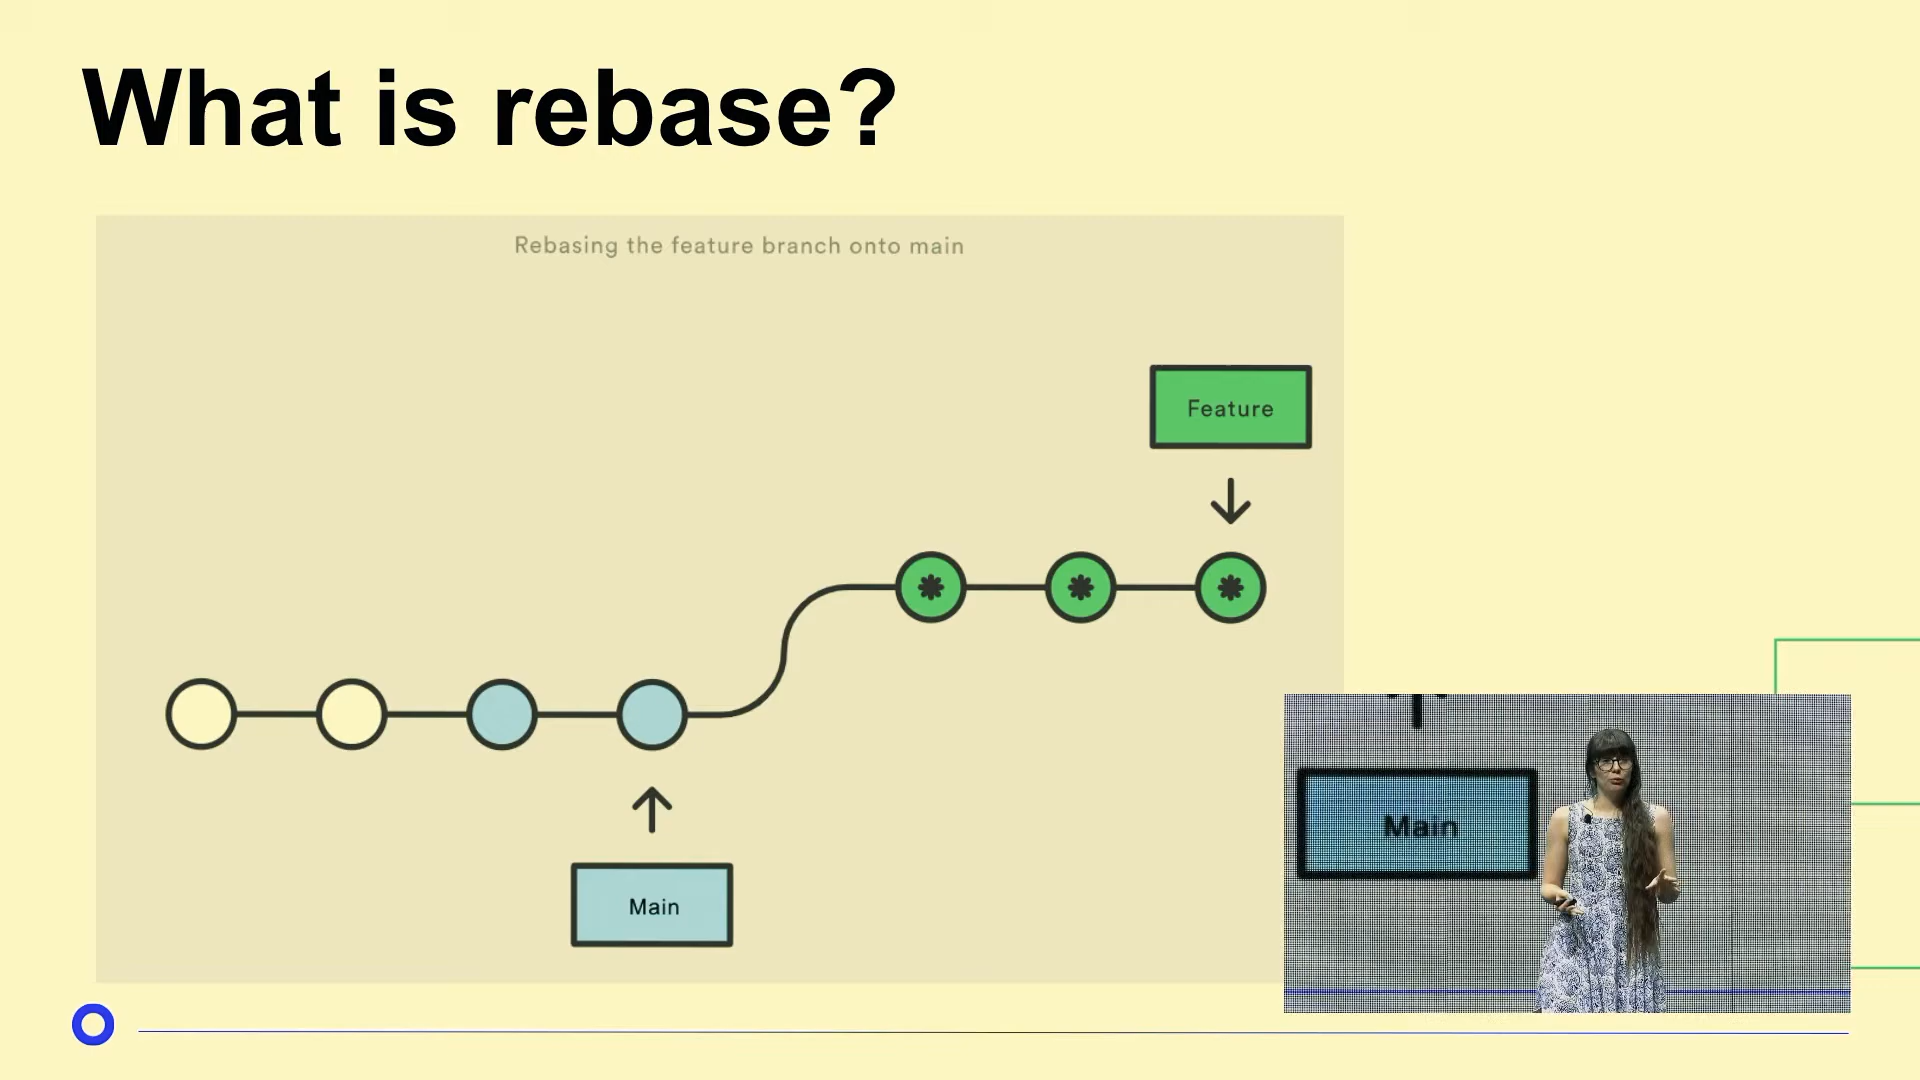 What is rebase?
Rebasing the feature branch onto main
Feature
Main
Main